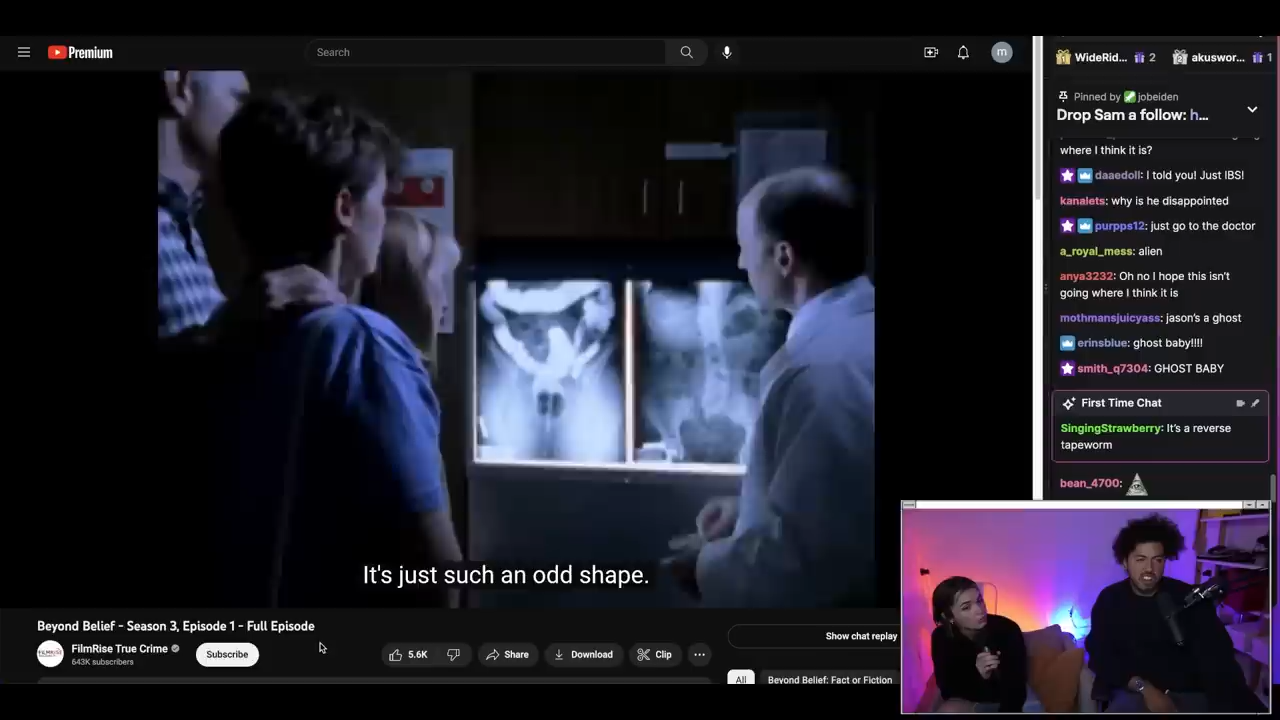 Premium
Search
m
It's just such an odd shape.
Beyond Belief - Season 3, Episode 1 - Full Episode
FilmRise True Crime
643K subscribers
Subscribe
5.6K
Share
Download
Clip
Show chat replay
All
Beyond Belief: Fact or Fiction
WideRid... 2
akuswor... 1
Pinned by jobeiden
Drop Sam a follow: h...
where I think it is?
daaedoll: I told you! Just IBS!
kanalets: why is he disappointed
purpps12: just go to the doctor
a_royal_mess: alien
anya3232: Oh no I hope this isn't
going where I think it is
mothmansjuicyass: jason's a ghost
erinsblue: ghost baby!!!!
smith_q7304: GHOST BABY
First Time Chat
SingingStrawberry: It's a reverse
tapeworm
bean_4700: